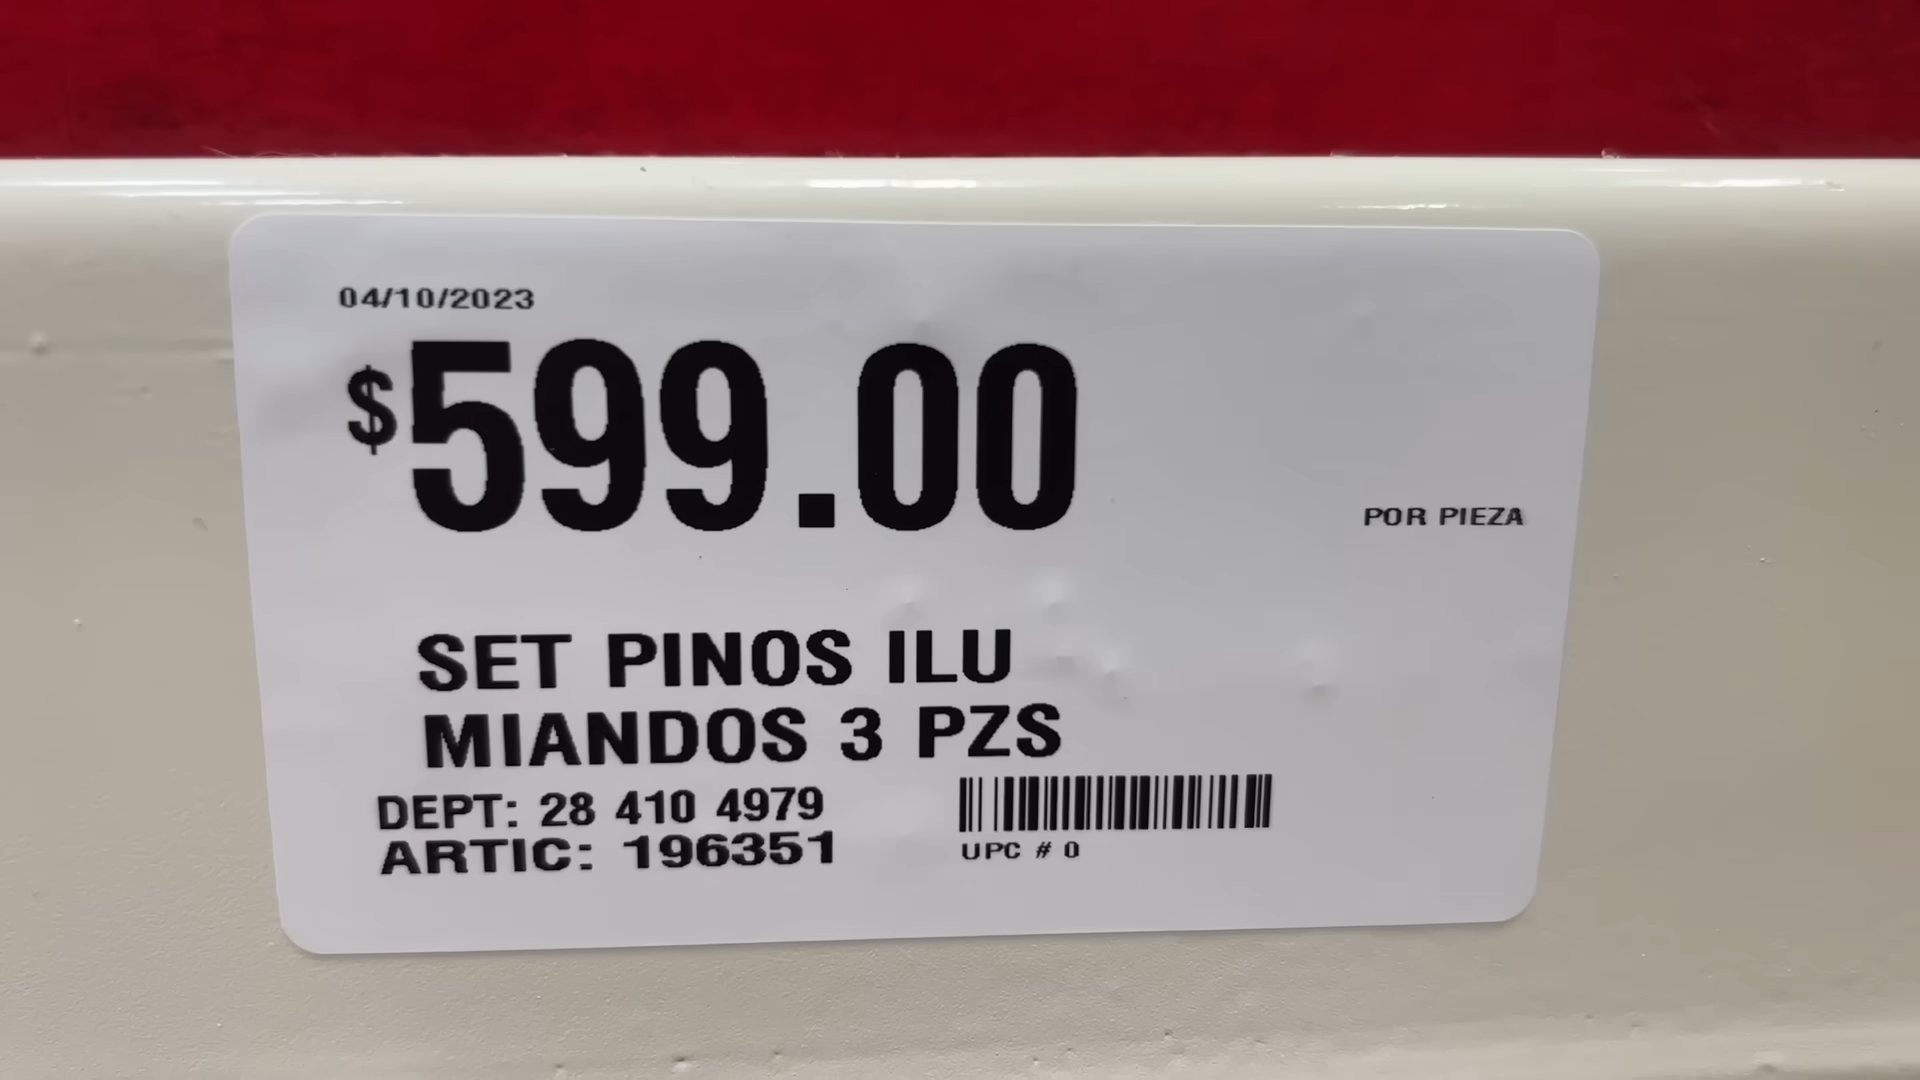 04/10/2023
$599.00
POR PIEZA
SET PINOS ILU
MIANDOS 3 PZS
DEPT: 28 410 4979
ARTIC: 196351
UPC # 0